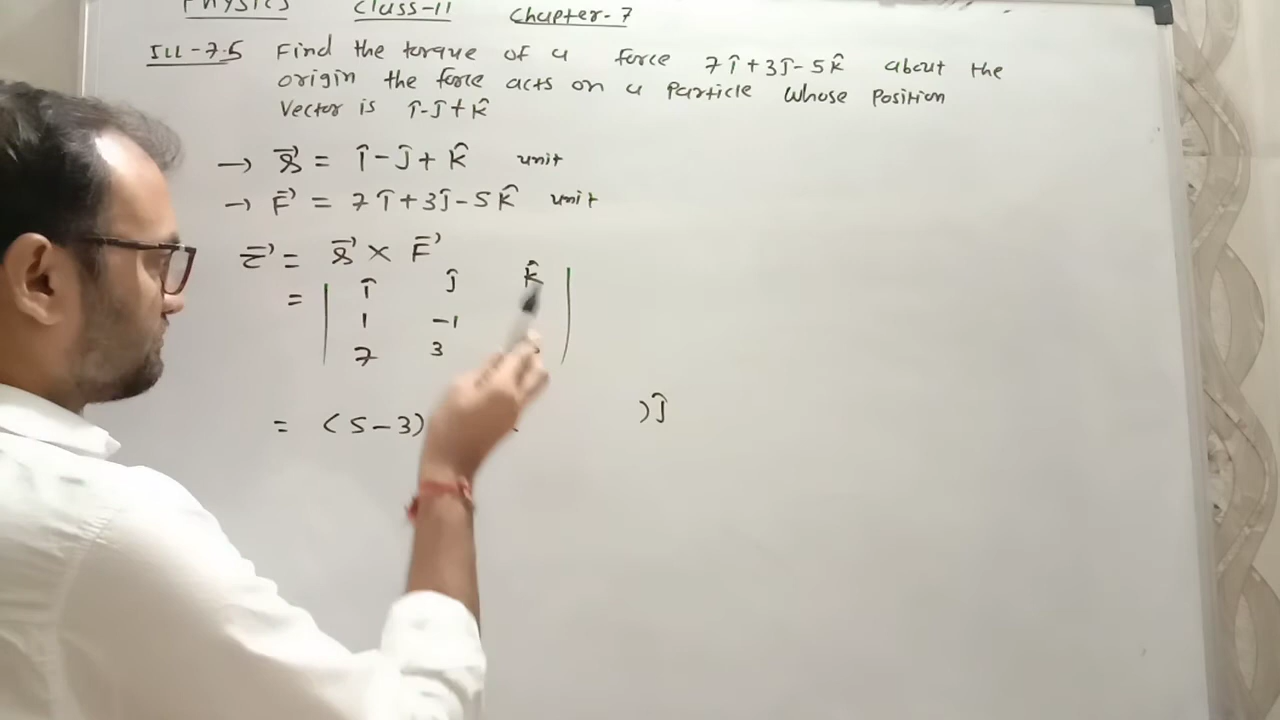 Physics Class-11 Chapter-7
Ill-7.5 Find the torque of a force 7î+3ĵ-5k̂ about the
origin the force acts on a particle whose position
vector is î-ĵ+k̂
→ r⃗ = î-ĵ+k̂ unit
→ F⃗ = 7î+3ĵ-5k̂ unit
τ⃗ = r⃗ × F⃗
= | î ĵ k̂ |
1 -1
7 3
= (5-3) )ĵ